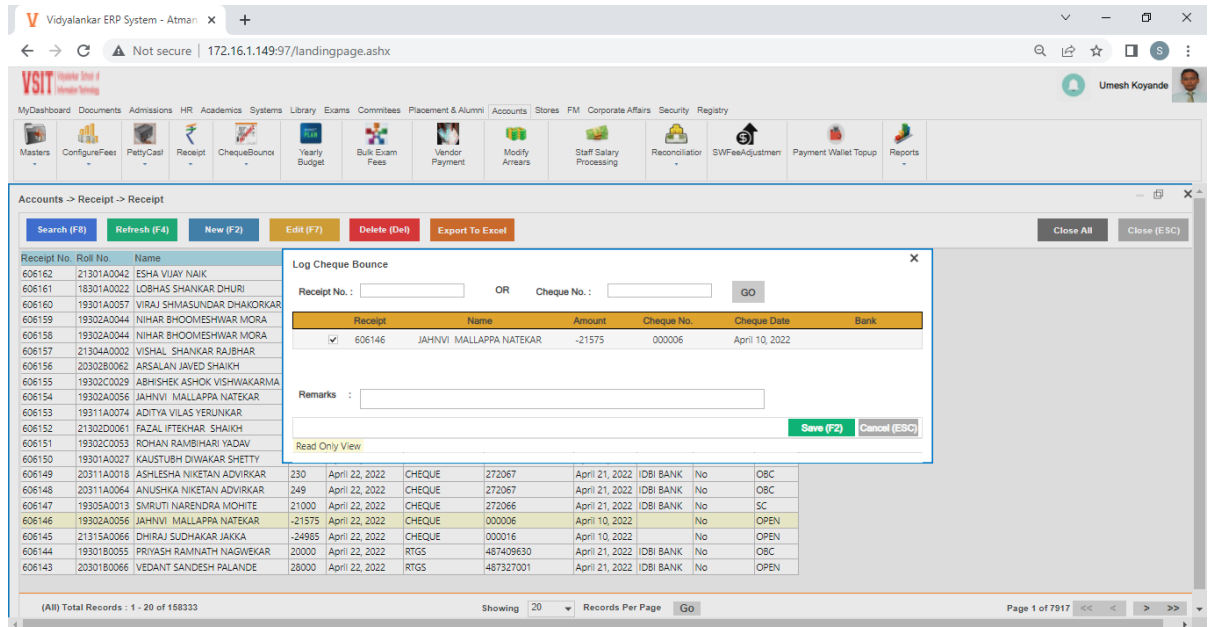 Vidyalankar ERP System - Atman
Not secure | 172.16.1.149:97/landingpage.ashx
S
VSIT Vidyalankar School of
Information Technology
Umesh Koyande
MyDashboard Documents Admissions HR Academics Systems Library Exams Commitees Placement & Alumni Accounts Stores FM Corporate Affairs Security Registry
Masters ConfigureFees PettyCash Receipt ChequeBounce Yearly Budget Bulk Exam Fees Vendor Payment Modify Arrears Staff Salary Processing Reconciliation SWFeeAdjustmen Payment Wallet Topup Reports
Accounts -> Receipt -> Receipt
Search (F8) Refresh (F4) New (F2) Edit (F7) Delete (Del) Export To Excel Close All Close (ESC)
Receipt No. Roll No. Name
606162 21301A0042 ESHA VIJAY NAIK
606161 18301A0022 LOBHAS SHANKAR DHURI
606160 19301A0057 VIRAJ SHMASUNDAR DHAKORKAR
606159 19302A0044 NIHAR BHOOMESHWAR MORA
606158 19302A0044 NIHAR BHOOMESHWAR MORA
606157 21304A0002 VISHAL SHANKAR RAJBHAR
606156 20302B0062 ARSALAN JAVED SHAIKH
606155 19302C0029 ABHISHEK ASHOK VISHWAKARMA
606154 19302A0056 JAHNVI MALLAPPA NATEKAR
606153 19311A0074 ADITYA VILAS YERUNKAR
606152 21302D0061 FAZAL IFTEKHAR SHAIKH
606151 19302C0053 ROHAN RAMBIHARI YADAV
606150 19301A0027 KAUSTUBH DIWAKAR SHETTY
Log Cheque Bounce
Receipt No. : OR Cheque No. : GO
Receipt Name Amount Cheque No. Cheque Date Bank
606146 JAHNVI MALLAPPA NATEKAR -21575 000006 April 10, 2022
Remarks :
Save (F2) Cancel (ESC)
Read Only View
606149 20311A0018 ASHLESHA NIKETAN ADVIRKAR 230 April 22, 2022 CHEQUE 272067 April 21, 2022 IDBI BANK No OBC
606148 20311A0064 ANUSHKA NIKETAN ADVIRKAR 249 April 22, 2022 CHEQUE 272067 April 21, 2022 IDBI BANK No OBC
606147 19305A0013 SMRUTI NARENDRA MOHITE 21000 April 22, 2022 CHEQUE 272066 April 21, 2022 IDBI BANK No SC
606146 19302A0056 JAHNVI MALLAPPA NATEKAR -21575 April 22, 2022 CHEQUE 000006 April 10, 2022 No OPEN
606145 21315A0066 DHIRAJ SUDHAKAR JAKKA -24985 April 22, 2022 CHEQUE 000016 April 10, 2022 No OPEN
606144 19301B0055 PRIYASH RAMNATH NAGWEKAR 20000 April 22, 2022 RTGS 487409630 April 21, 2022 IDBI BANK No OBC
606143 20301B0066 VEDANT SANDESH PALANDE 28000 April 22, 2022 RTGS 487327001 April 21, 2022 IDBI BANK No OPEN
(All) Total Records : 1 - 20 of 158333 Showing 20 Records Per Page Go Page 1 of 7917 << < > >>